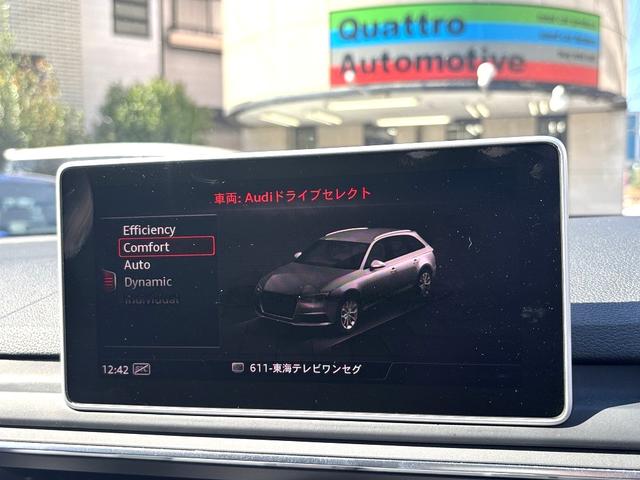 Quattro
Automotive
車両: Audiドライブセレクト
Efficiency
Comfort
Auto
Dynamic
Individual
12:42
611-東海テレビワンセグ